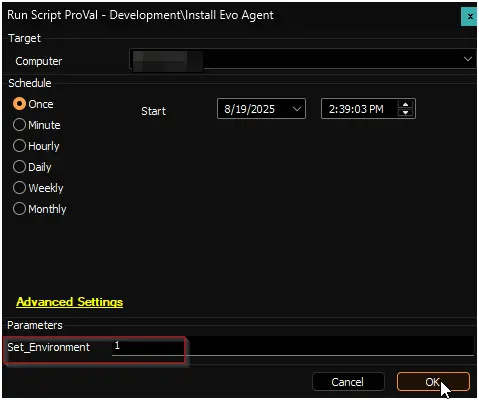 Run Script ProVal - Development\Install Evo Agent
x
Target
Computer
Schedule
Once
Start
8/19/2025
2:39:03 PM
Minute
Hourly
Daily
Weekly
Monthly
Advanced Settings
Parameters
Set_Environment 1
Cancel
OK